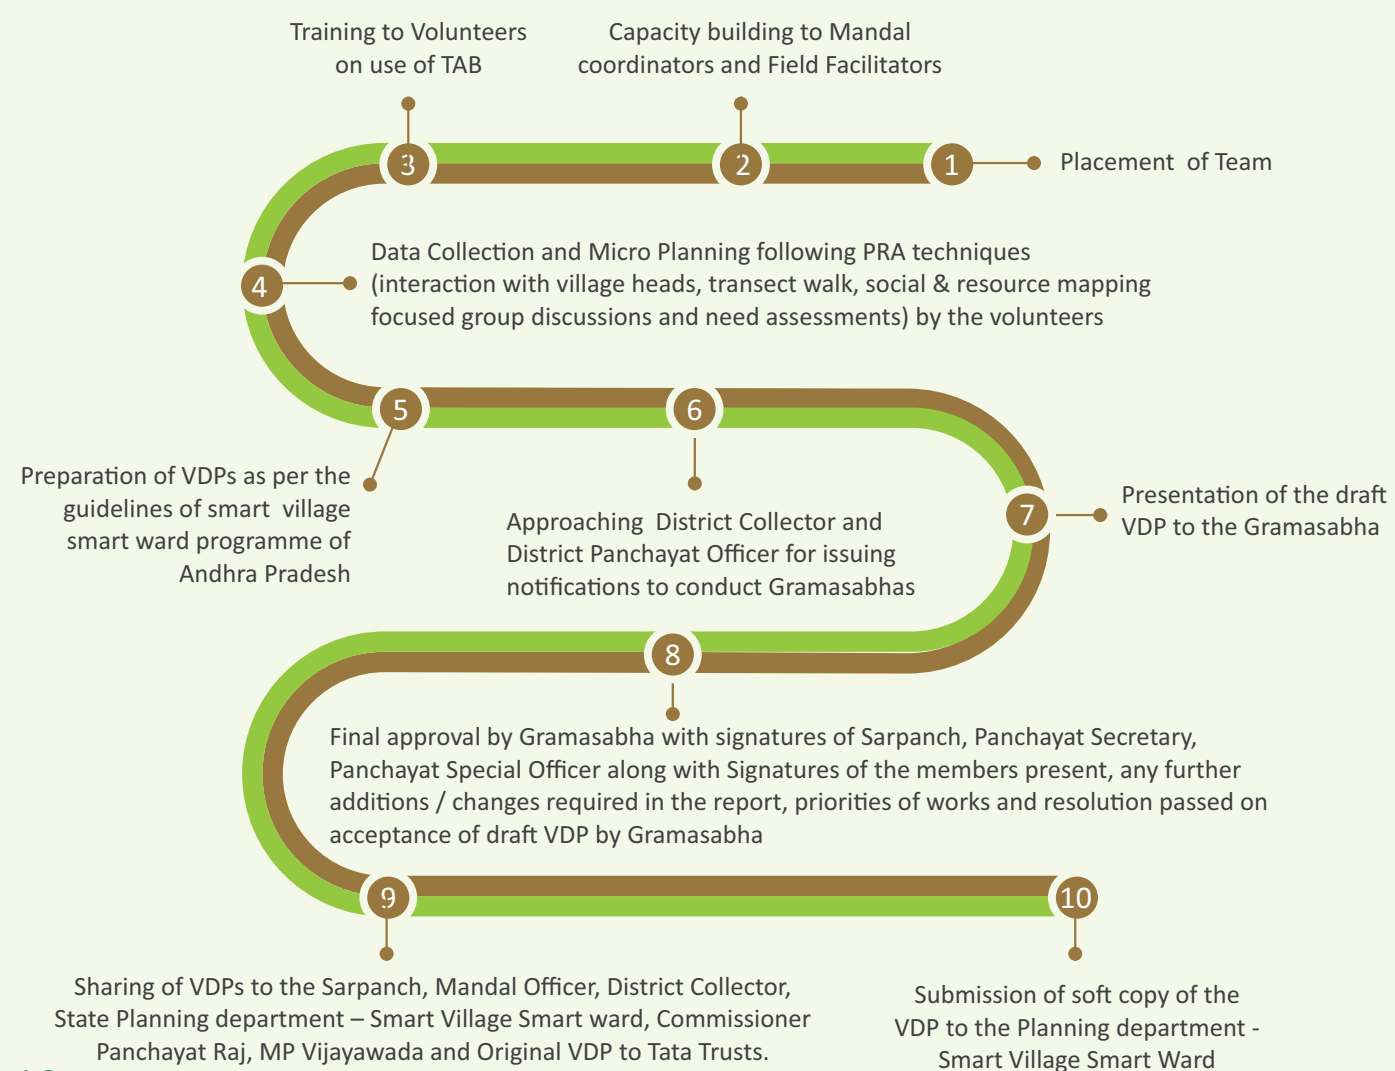 Training to Volunteers
on use of TAB
Capacity building to Mandal
coordinators and Field Facilitators
3
2
1
Placement of Team
4
Data Collection and Micro Planning following PRA techniques
(interaction with village heads, transect walk, social & resource mapping
focused group discussions and need assessments) by the volunteers
5
6
Preparation of VDPs as per the
guidelines of smart village
smart ward programme of
Andhra Pradesh
Approaching District Collector and
District Panchayat Officer for issuing
notifications to conduct Gramasabhas
7
Presentation of the draft
VDP to the Gramasabha
8
Final approval by Gramasabha with signatures of Sarpanch, Panchayat Secretary,
Panchayat Special Officer along with Signatures of the members present, any further
additions / changes required in the report, priorities of works and resolution passed on
acceptance of draft VDP by Gramasabha
9
10
Sharing of VDPs to the Sarpanch, Mandal Officer, District Collector,
State Planning department – Smart Village Smart ward, Commissioner
Panchayat Raj, MP Vijayawada and Original VDP to Tata Trusts.
Submission of soft copy of the
VDP to the Planning department -
Smart Village Smart Ward